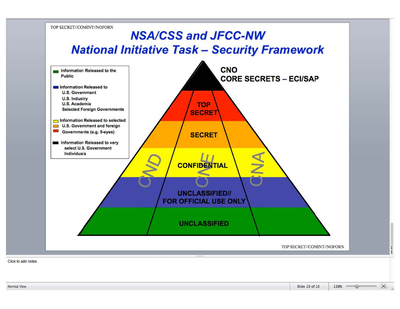 TOP SECRET//COMINT//NOFORN
NSA/CSS and JFCC-NW
National Initiative Task – Security Framework
CNO
CORE SECRETS – ECI/SAP
Information Released to the
Public
Information Released to
U.S. Government
U.S. Industry
U.S. Academia
Selected Foreign Governments
Information Released to selected
U.S. Government and foreign
Governments (e.g. 5-eyes)
Information Released to very
select U.S. Government
Individuals
TOP
SECRET
SECRET
CONFIDENTIAL
CND
CNE
CNA
UNCLASSIFIED//
FOR OFFICIAL USE ONLY
UNCLASSIFIED
TOP SECRET//COMINT//NOFORN
Click to add notes
Normal View
Slide 10 of 10
138%